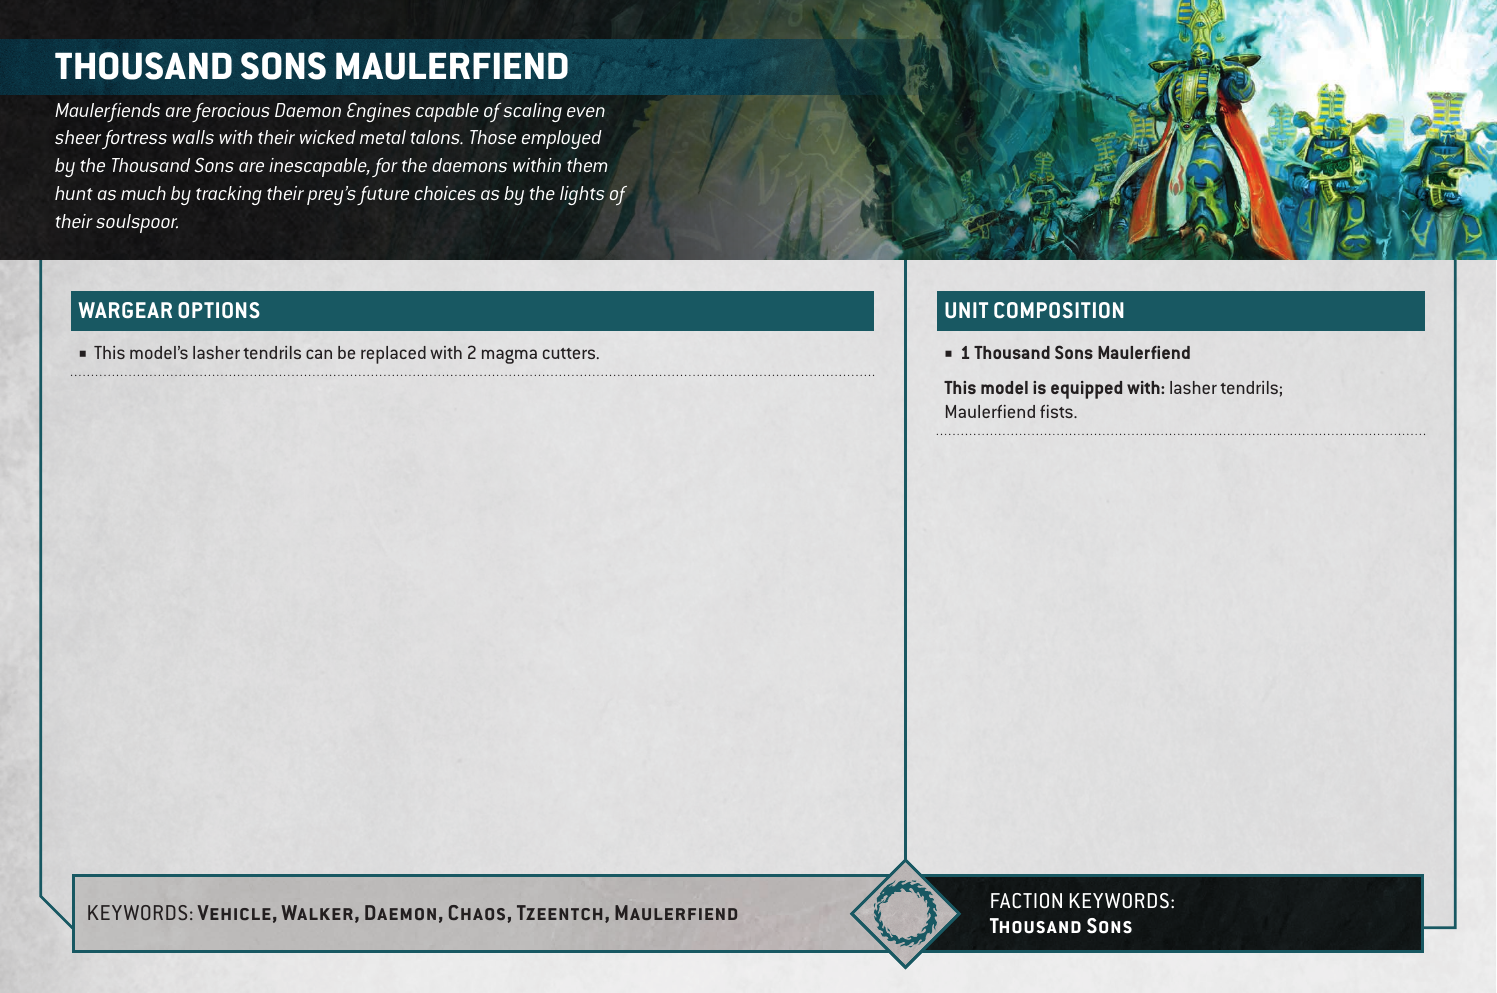 THOUSAND SONS MAULERFIEND
Maulerfiends are ferocious Daemon Engines capable of scaling even
sheer fortress walls with their wicked metal talons. Those employed
by the Thousand Sons are inescapable, for the daemons within them
hunt as much by tracking their prey's future choices as by the lights of
their soulspoor.
WARGEAR OPTIONS
▪ This model's lasher tendrils can be replaced with 2 magma cutters.
UNIT COMPOSITION
▪ 1 Thousand Sons Maulerfiend
This model is equipped with: lasher tendrils;
Maulerfiend fists.
KEYWORDS: Vehicle, Walker, Daemon, Chaos, Tzeentch, Maulerfiend
FACTION KEYWORDS:
Thousand Sons